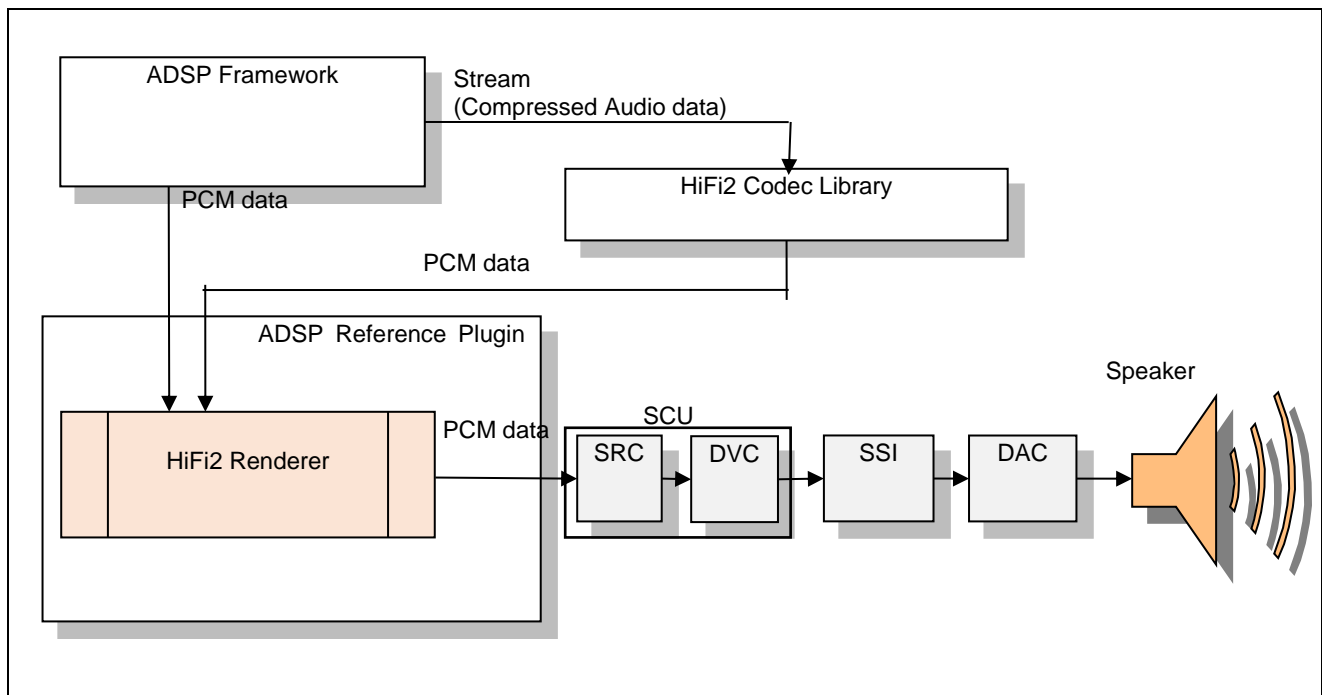 ADSP Framework
Stream
(Compressed Audio data)
PCM data
HiFi2 Codec Library
PCM data
ADSP Reference Plugin
Speaker
HiFi2 Renderer
PCM data
SCU
SRC
DVC
SSI
DAC